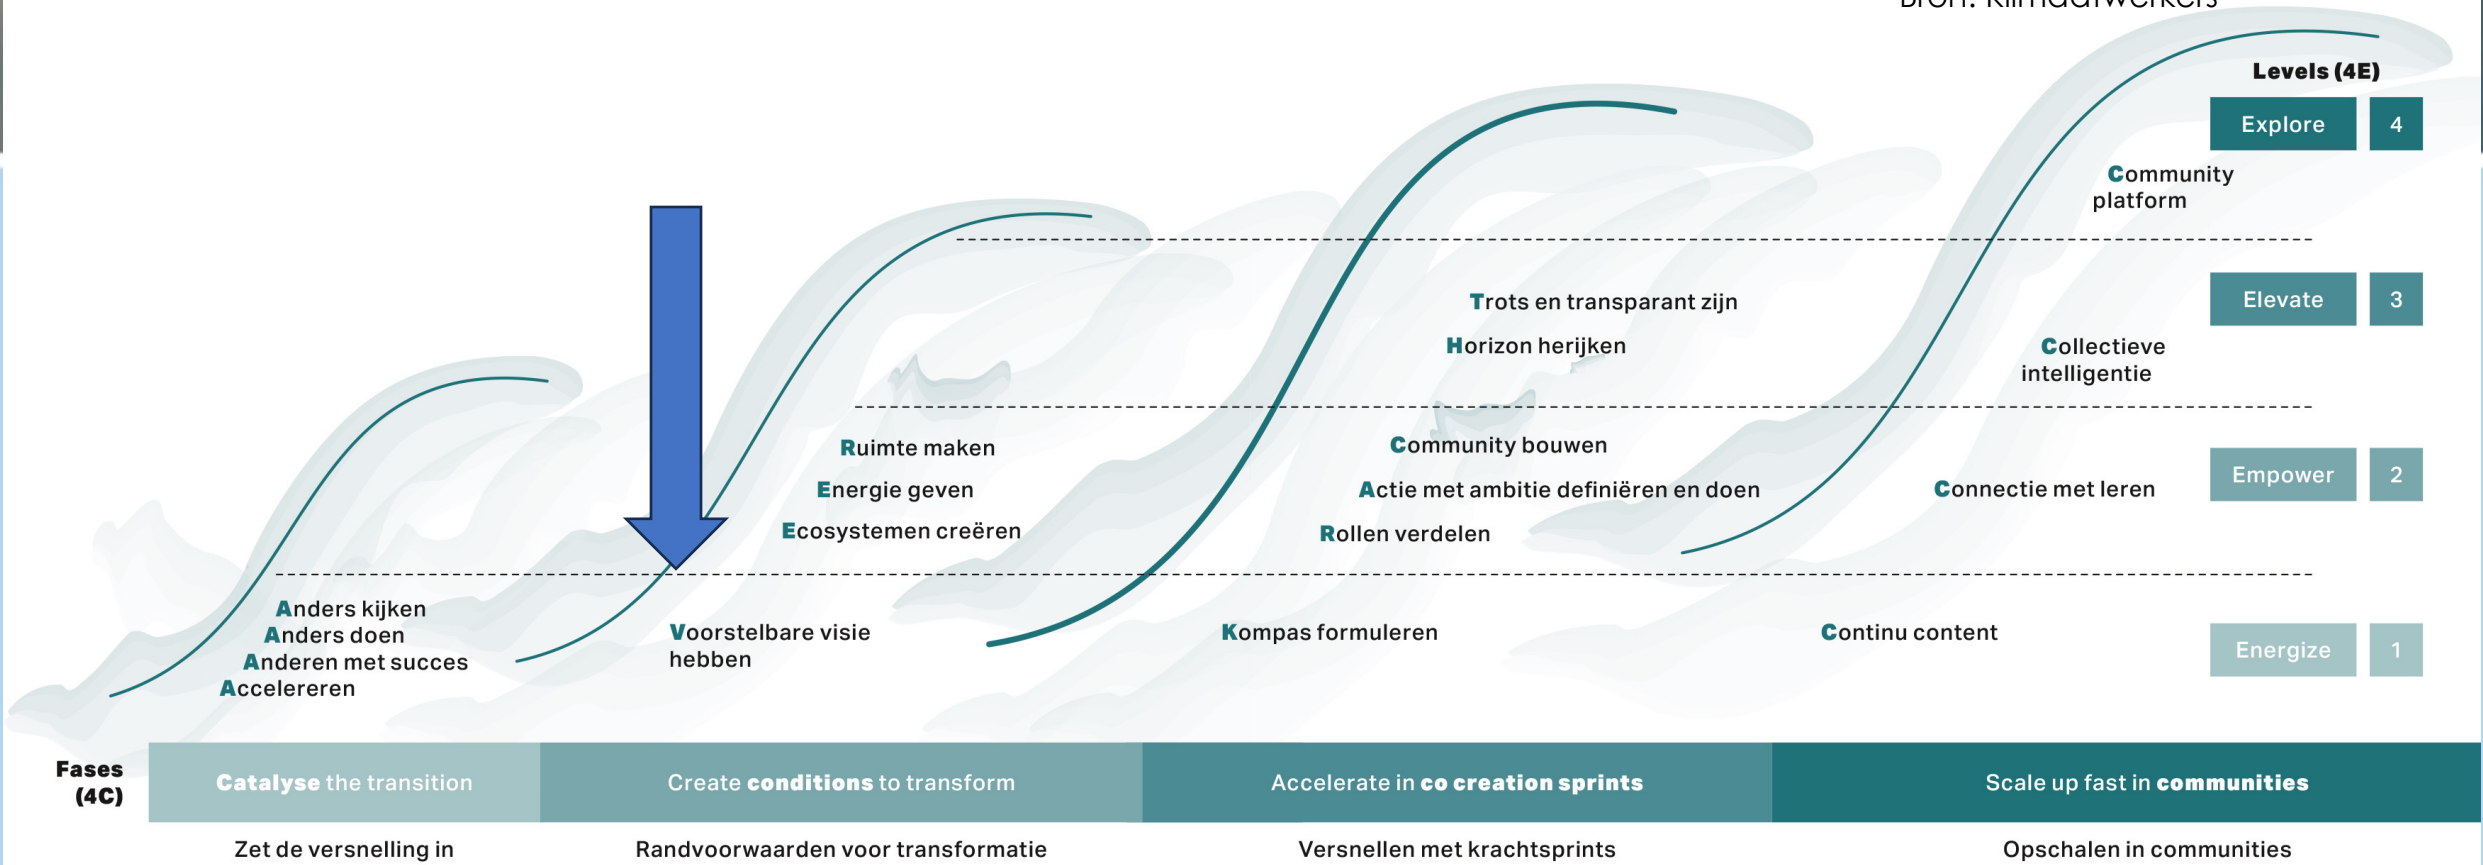 Bron: Klimaatwerkers
Levels (4E)
Explore 4
Community
platform
Elevate 3
Trots en transparant zijn
Horizon herijken
Collectieve
intelligentie
Ruimte maken
Energie geven
Ecosystemen creëren
Community bouwen
Actie met ambitie definiëren en doen
Rollen verdelen
Connectie met leren
Empower 2
Anders kijken
Anders doen
Anderen met succes
Accelereren
Voorstelbare visie
hebben
Kompas formuleren
Continu content
Energize 1
Fases
(4C)
Catalyse the transition
Create conditions to transform
Accelerate in co creation sprints
Scale up fast in communities
Zet de versnelling in
Randvoorwaarden voor transformatie
Versnellen met krachtsprints
Opschalen in communities